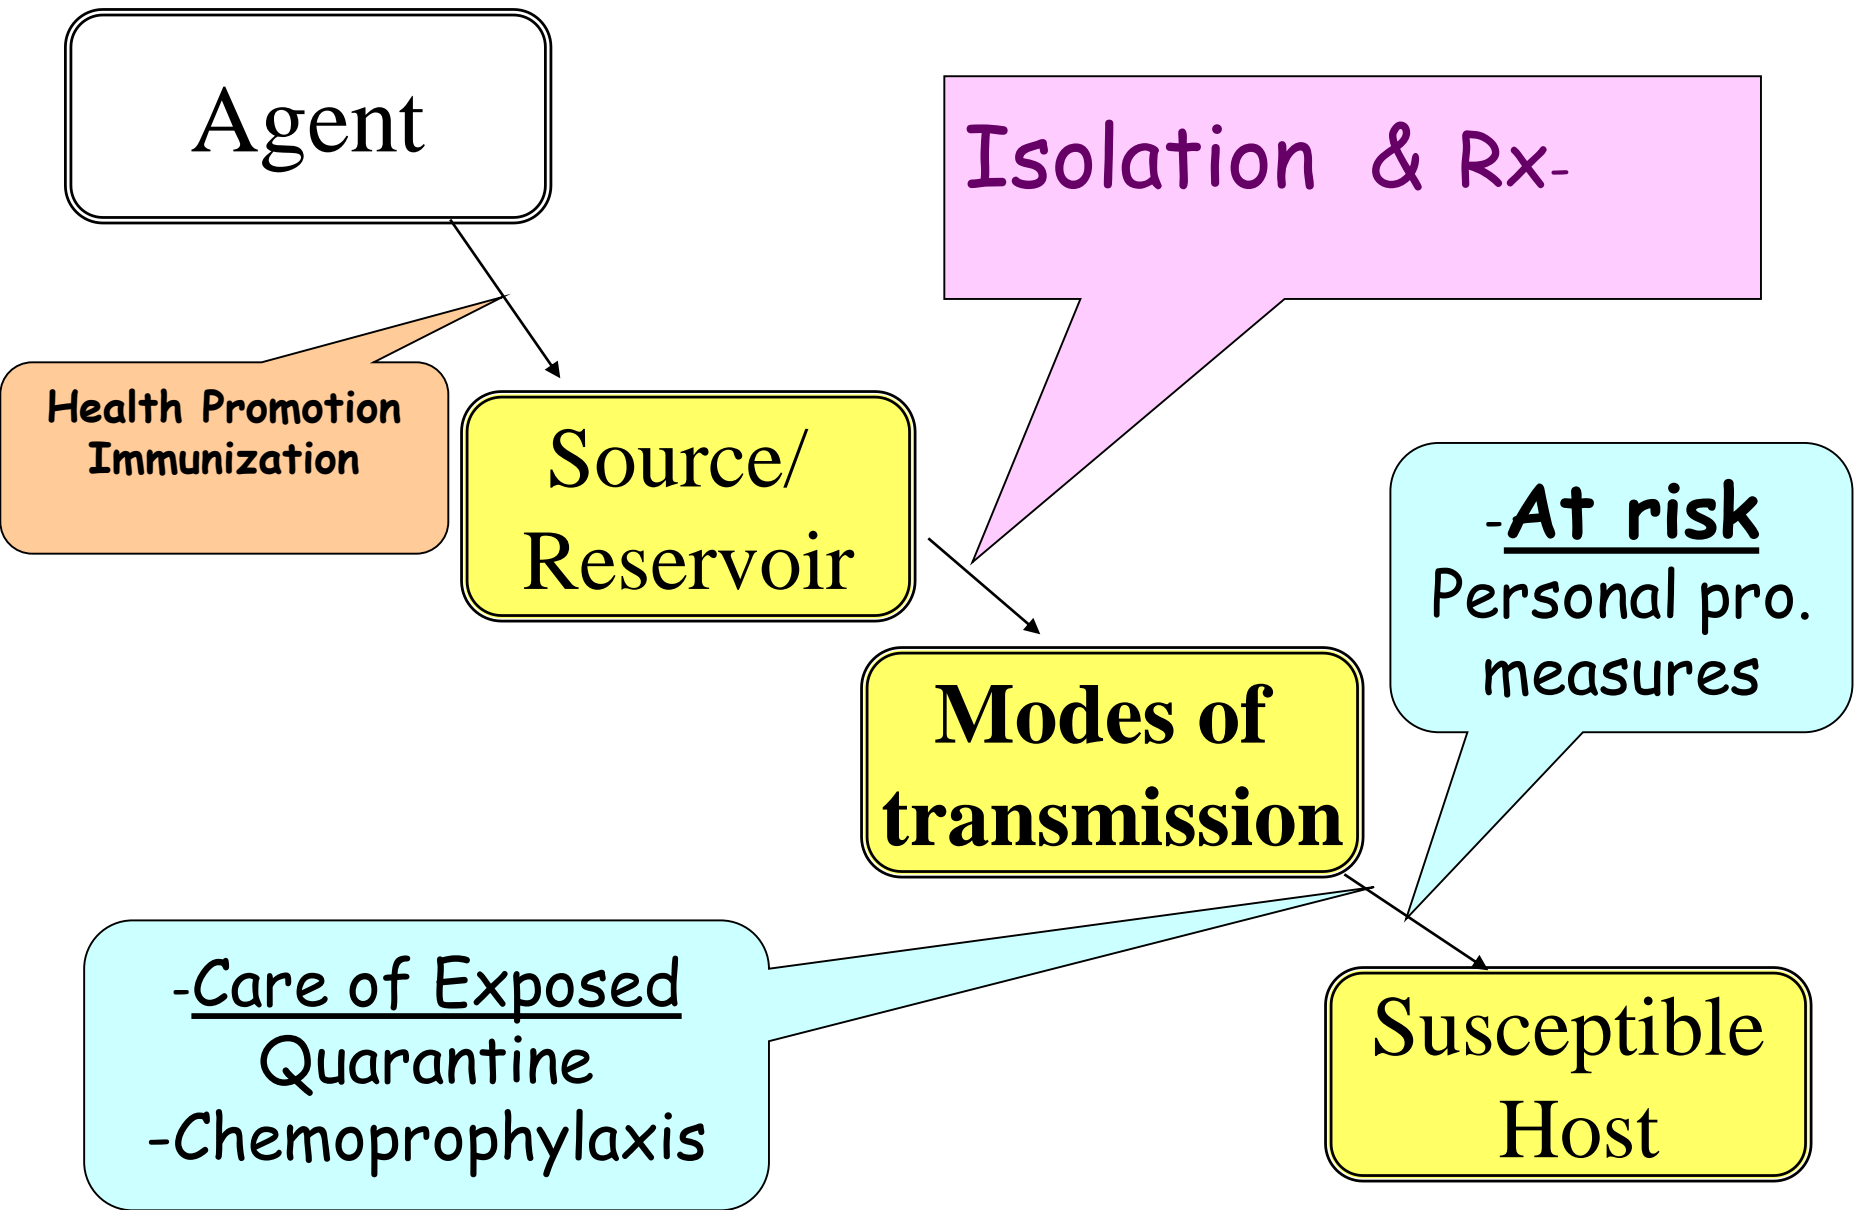 Agent
Isolation & Rx-
Health Promotion
Immunization
Source/
Reservoir
-At risk
Personal pro.
measures
Modes of
transmission
-Care of Exposed
Quarantine
-Chemoprophylaxis
Susceptible
Host